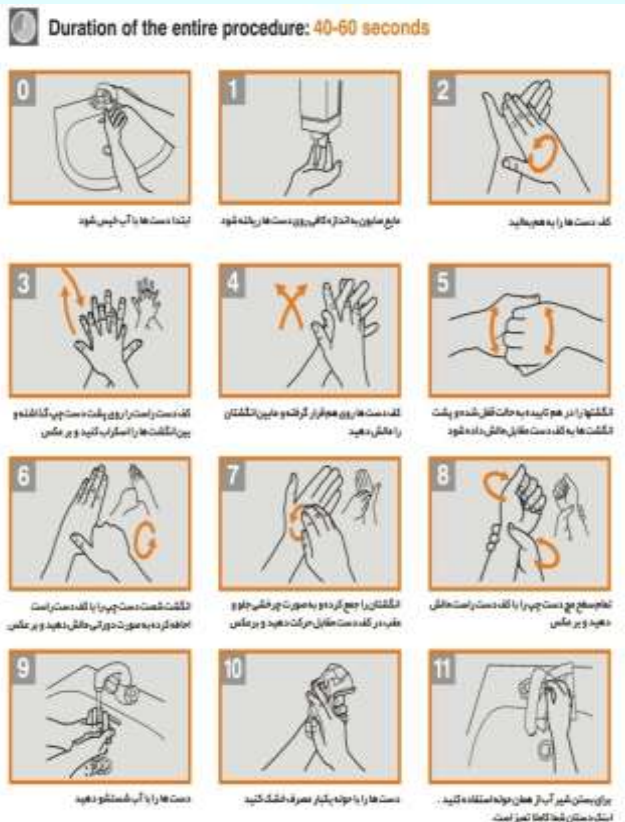 Duration of the entire procedure: 40-60 seconds
0
1
2
ابتدا دست‌ها با آب خیس شود
مایع صابون به اندازه کافی روی دست‌ها ریخته شود
کف دست‌ها را به هم بمالید
3
4
5
کف دست راست را روی پشت دست چپ گذاشته و
بین انگشت‌ها را اسکراب کنید و بر عکس
کف دست‌ها روی هم قرار گرفته و مابین انگشتان
را مالش دهید
انگشتها را در هم تابیده به حالت قفل شده و پشت
انگشت‌ها به کف دست مقابل مالش داده شود
6
7
8
انگشت شصت دست چپ را با کف دست راست
احاطه کرده به صورت دورانی مالش دهید و بر عکس
انگشتان را جمع کرده و به صورت چرخشی جلو و
عقب در کف دست مقابل حرکت دهید و بر عکس
تمام سطح مچ دست چپ را با کف دست راست مالش
دهید و بر عکس
9
10
11
دست‌ها را با آب شستشو دهید
دست‌ها را با حوله یکبار مصرف خشک کنید
برای بستن شیر آب از همان حوله استفاده کنید .
اینک دستان شما کاملا تمیز است.